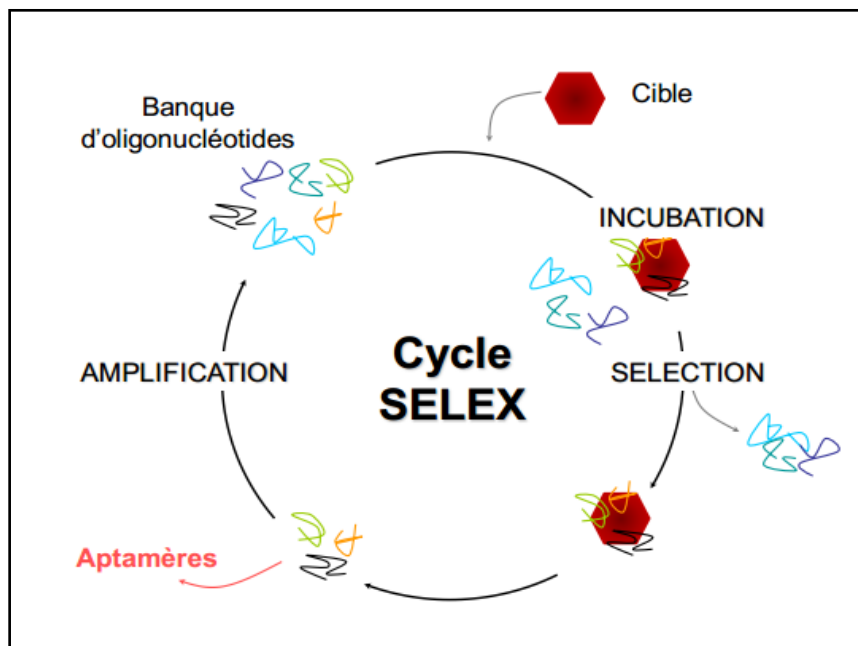 Banque
d'oligonucléotides
Cible
INCUBATION
Cycle
SELEX
AMPLIFICATION
SELECTION
Aptamères